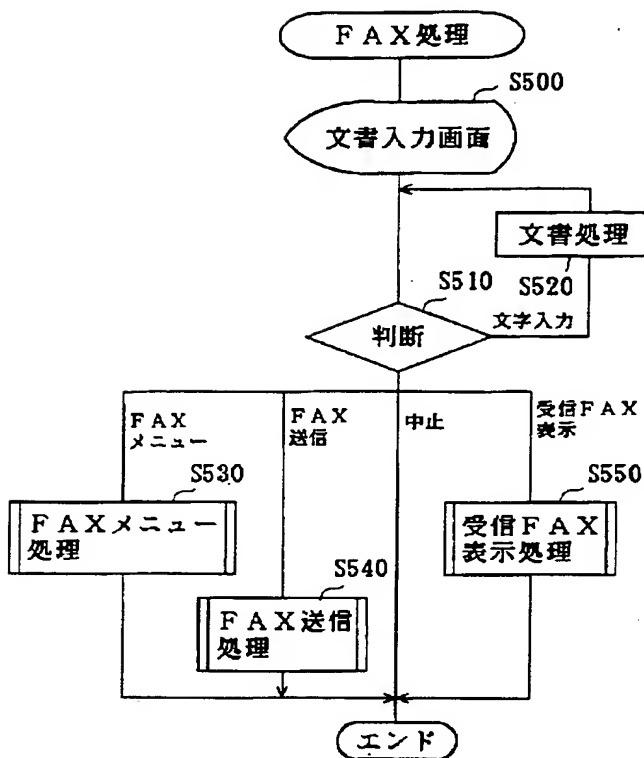 ＦＡＸ処理
S500
文書入力画面
文書処理
S520
S510
判断
文字入力
ＦＡＸ
メニュー
ＦＡＸ
送信
中止
受信ＦＡＸ
表示
S530
ＦＡＸメニュー
処理
S540
ＦＡＸ送信
処理
S550
受信ＦＡＸ
表示処理
エンド